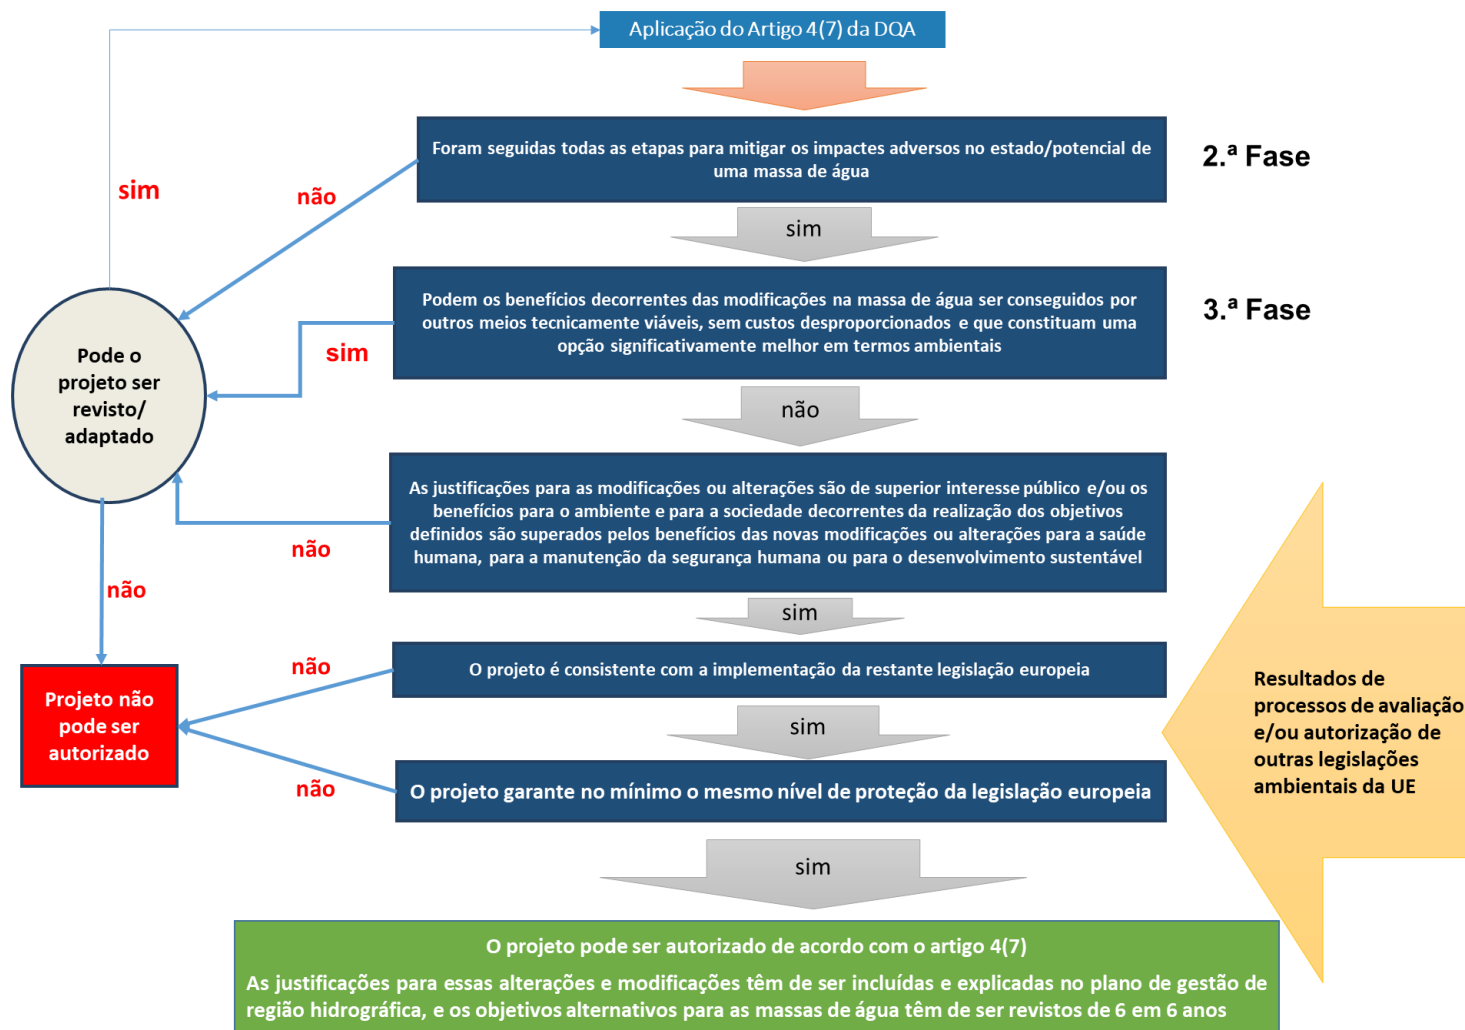 Aplicação do Artigo 4(7) da DQA
Foram seguidas todas as etapas para mitigar os impactes adversos no estado/potencial de
uma massa de água
2.ª Fase
sim
não
sim
Podem os benefícios decorrentes das modificações na massa de água ser conseguidos por
outros meios tecnicamente viáveis, sem custos desproporcionados e que constituam uma
opção significativamente melhor em termos ambientais
3.ª Fase
sim
Pode o
projeto ser
revisto/
adaptado
não
As justificações para as modificações ou alterações são de superior interesse público e/ou os
benefícios para o ambiente e para a sociedade decorrentes da realização dos objetivos
definidos são superados pelos benefícios das novas modificações ou alterações para a saúde
humana, para a manutenção da segurança humana ou para o desenvolvimento sustentável
não
não
sim
O projeto é consistente com a implementação da restante legislação europeia
não
Projeto não
pode ser
autorizado
sim
Resultados de
processos de avaliação
e/ou autorização de
outras legislações
ambientais da UE
não
O projeto garante no mínimo o mesmo nível de proteção da legislação europeia
sim
O projeto pode ser autorizado de acordo com o artigo 4(7)
As justificações para essas alterações e modificações têm de ser incluídas e explicadas no plano de gestão de
região hidrográfica, e os objetivos alternativos para as massas de água têm de ser revistos de 6 em 6 anos